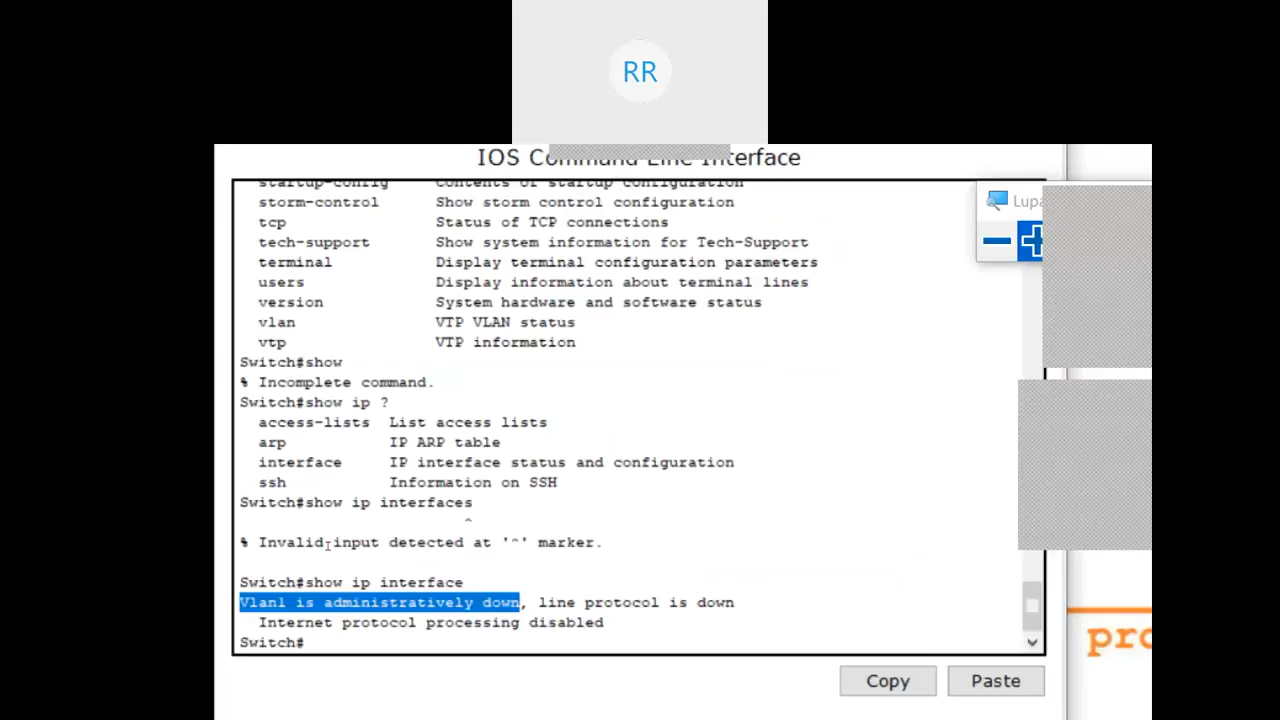 RR
IOS Command Line Interface
startup-config Contents of startup configuration
storm-control Show storm control configuration
tcp Status of TCP connections
tech-support Show system information for Tech-Support
terminal Display terminal configuration parameters
users Display information about terminal lines
version System hardware and software status
vlan VTP VLAN status
vtp VTP information
Switch#show
% Incomplete command.
Switch#show ip ?
access-lists List access lists
arp IP ARP table
interface IP interface status and configuration
ssh Information on SSH
Switch#show ip interfaces
^
% Invalid input detected at '^' marker.
Switch#show ip interface
Vlan1 is administratively down, line protocol is down
Internet protocol processing disabled
Switch#
Copy Paste
Lupa
pro